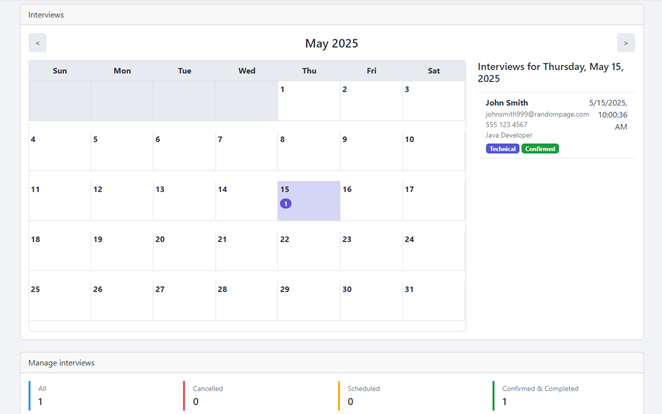 Interviews
<
May 2025
>
Sun Mon Tue Wed Thu Fri Sat
1 2 3
4 5 6 7 8 9 10
11 12 13 14 15 16 17
1
18 19 20 21 22 23 24
25 26 27 28 29 30 31
Interviews for Thursday, May 15,
2025
John Smith
johnsmith999@randompage.com
555 123 4567
Java Developer
Technical Confirmed
5/15/2025,
10:00:36
AM
Manage interviews
All Cancelled Scheduled Confirmed & Completed
1 0 0 1